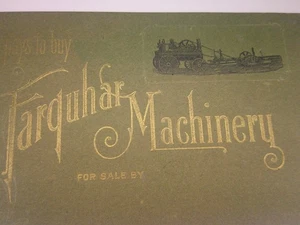 to buy
Farquhar
Machinery
FOR SALE BY